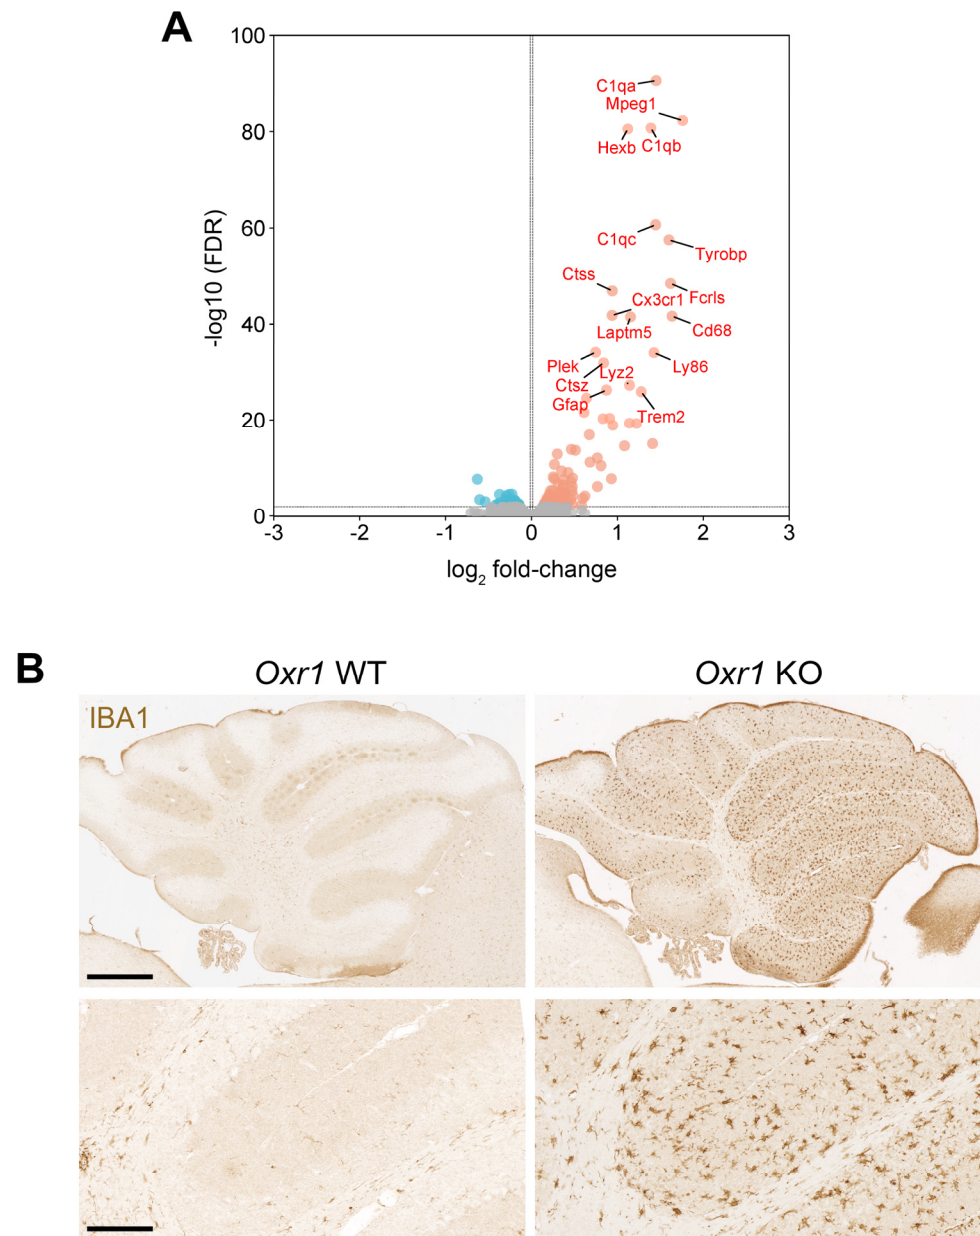 A
100
80
60
40
20
0
-log10 (FDR)
C1qa
Mpeg1
Hexb C1qb
C1qc
Tyrobp
Ctss
Cx3cr1 Fcrls
Laptm5
Cd68
Plek
Lyz2
Ly86
Ctsz
Gfap
Trem2
-3
-2
-1
0
1
2
3
log2 fold-change
B
Oxr1 WT
Oxr1 KO
IBA1